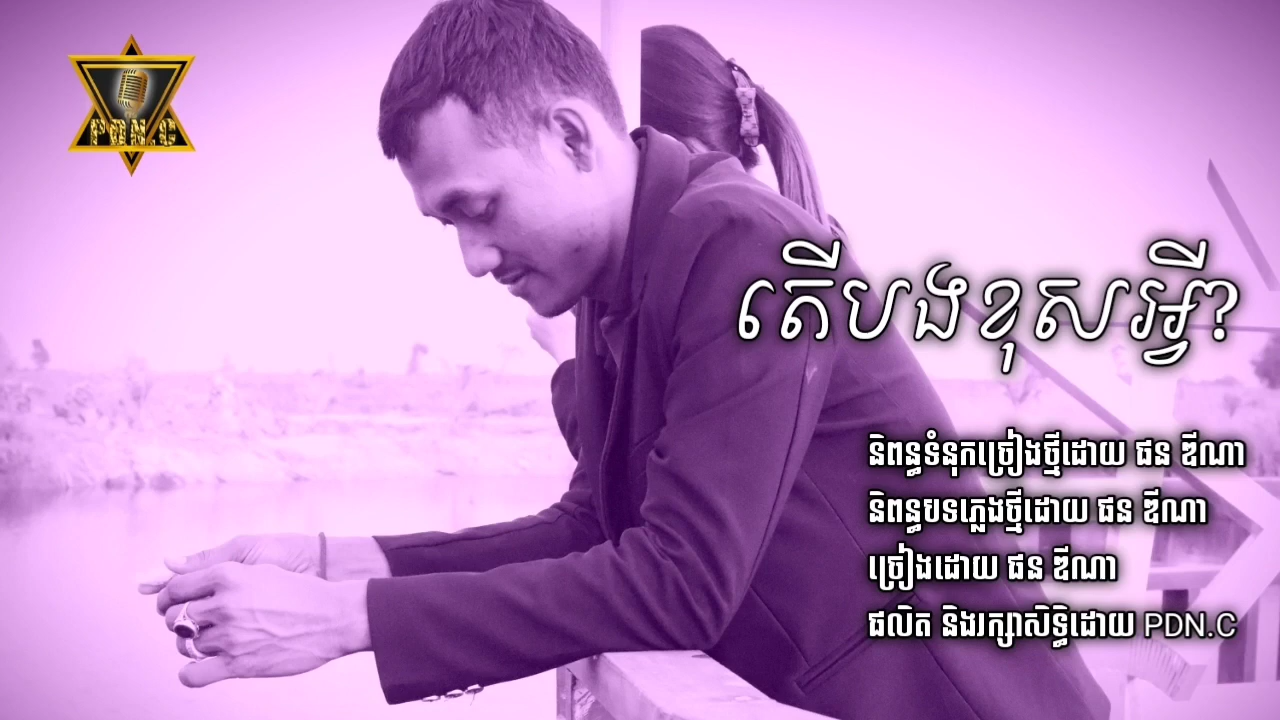 PDN.C
តើបងខុសអ្វី?
និពន្ធទំនុកច្រៀងថ្មីដោយ ផន ឌីណា
និពន្ធបទភ្លេងថ្មីដោយ ផន ឌីណា
ច្រៀងដោយ ផន ឌីណា
ផលិត និងរក្សាសិទ្ធិដោយ PDN.C